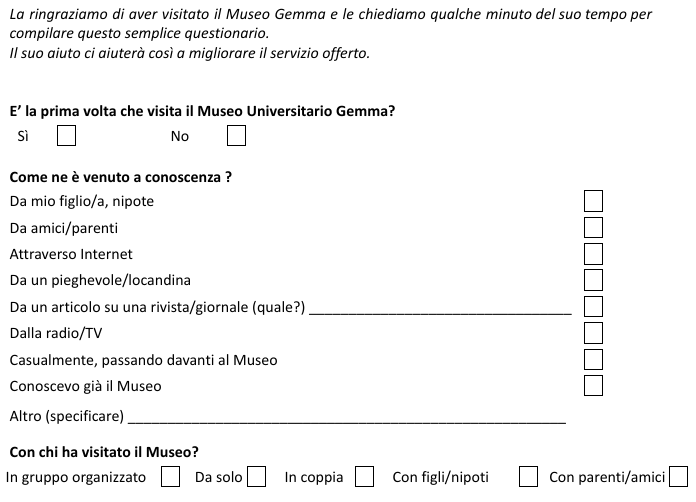 La ringraziamo di aver visitato il Museo Gemma e le chiediamo qualche minuto del suo tempo per
compilare questo semplice questionario.
Il suo aiuto ci aiuterà così a migliorare il servizio offerto.
E’ la prima volta che visita il Museo Universitario Gemma?
Sì No
Come ne è venuto a conoscenza ?
Da mio figlio/a, nipote
Da amici/parenti
Attraverso Internet
Da un pieghevole/locandina
Da un articolo su una rivista/giornale (quale?) ________________________________
Dalla radio/TV
Casualmente, passando davanti al Museo
Conoscevo già il Museo
Altro (specificare) ______________________________________________________
Con chi ha visitato il Museo?
In gruppo organizzato Da solo In coppia Con figli/nipoti Con parenti/amici